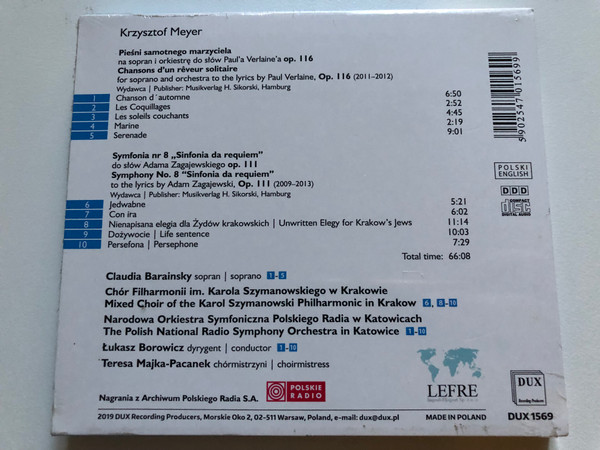 Krzysztof Meyer
Pieśni samotnego marzyciela
na sopran i orkiestrę do słów Paul'a Verlaine'a op. 116
Chansons d'un rêveur solitaire
for soprano and orchestra to the lyrics by Paul Verlaine, Op. 116 (2011–2012)
Wydawca | Publisher: Musikverlag H. Sikorski, Hamburg
1 Chanson d`automne 6:50
2 Les Coquillages 2:52
3 Les soleils couchants 4:45
4 Marine 2:19
5 Serenade 9:01
Symfonia nr 8 „Sinfonia da requiem”
do słów Adama Zagajewskiego op. 111
Symphony No. 8 “Sinfonia da requiem”
to the lyrics by Adam Zagajewski, Op. 111 (2009–2013)
Wydawca | Publisher: Musikverlag H. Sikorski, Hamburg
6 Jedwabne 5:21
7 Con ira 6:02
8 Nienapisana elegia dla Żydów krakowskich | Unwritten Elegy for Krakow's Jews 11:14
9 Dożywocie | Life sentence 10:03
10 Persefona | Persephone 7:29
Total time: 66:08
Claudia Barainsky sopran | soprano 1-5
Chór Filharmonii im. Karola Szymanowskiego w Krakowie
Mixed Choir of the Karol Szymanowski Philharmonic in Krakow 6, 8-10
Narodowa Orkiestra Symfoniczna Polskiego Radia w Katowicach
The Polish National Radio Symphony Orchestra in Katowice 1-10
Łukasz Borowicz dyrygent | conductor 1-10
Teresa Majka-Pacanek chórmistrzyni | choirmistress
Nagrania z Archiwum Polskiego Radia S.A.
POLSKIE
RADIO
LEFRE
DUX
Recording Producers
2019 DUX Recording Producers, Morskie Oko 2, 02-511 Warsaw, Poland, e-mail: dux@dux.pl
MADE IN POLAND
DUX 1569
5902547015699
POLSKI
ENGLISH
DDD
COMPACT
disc
DIGITAL AUDIO